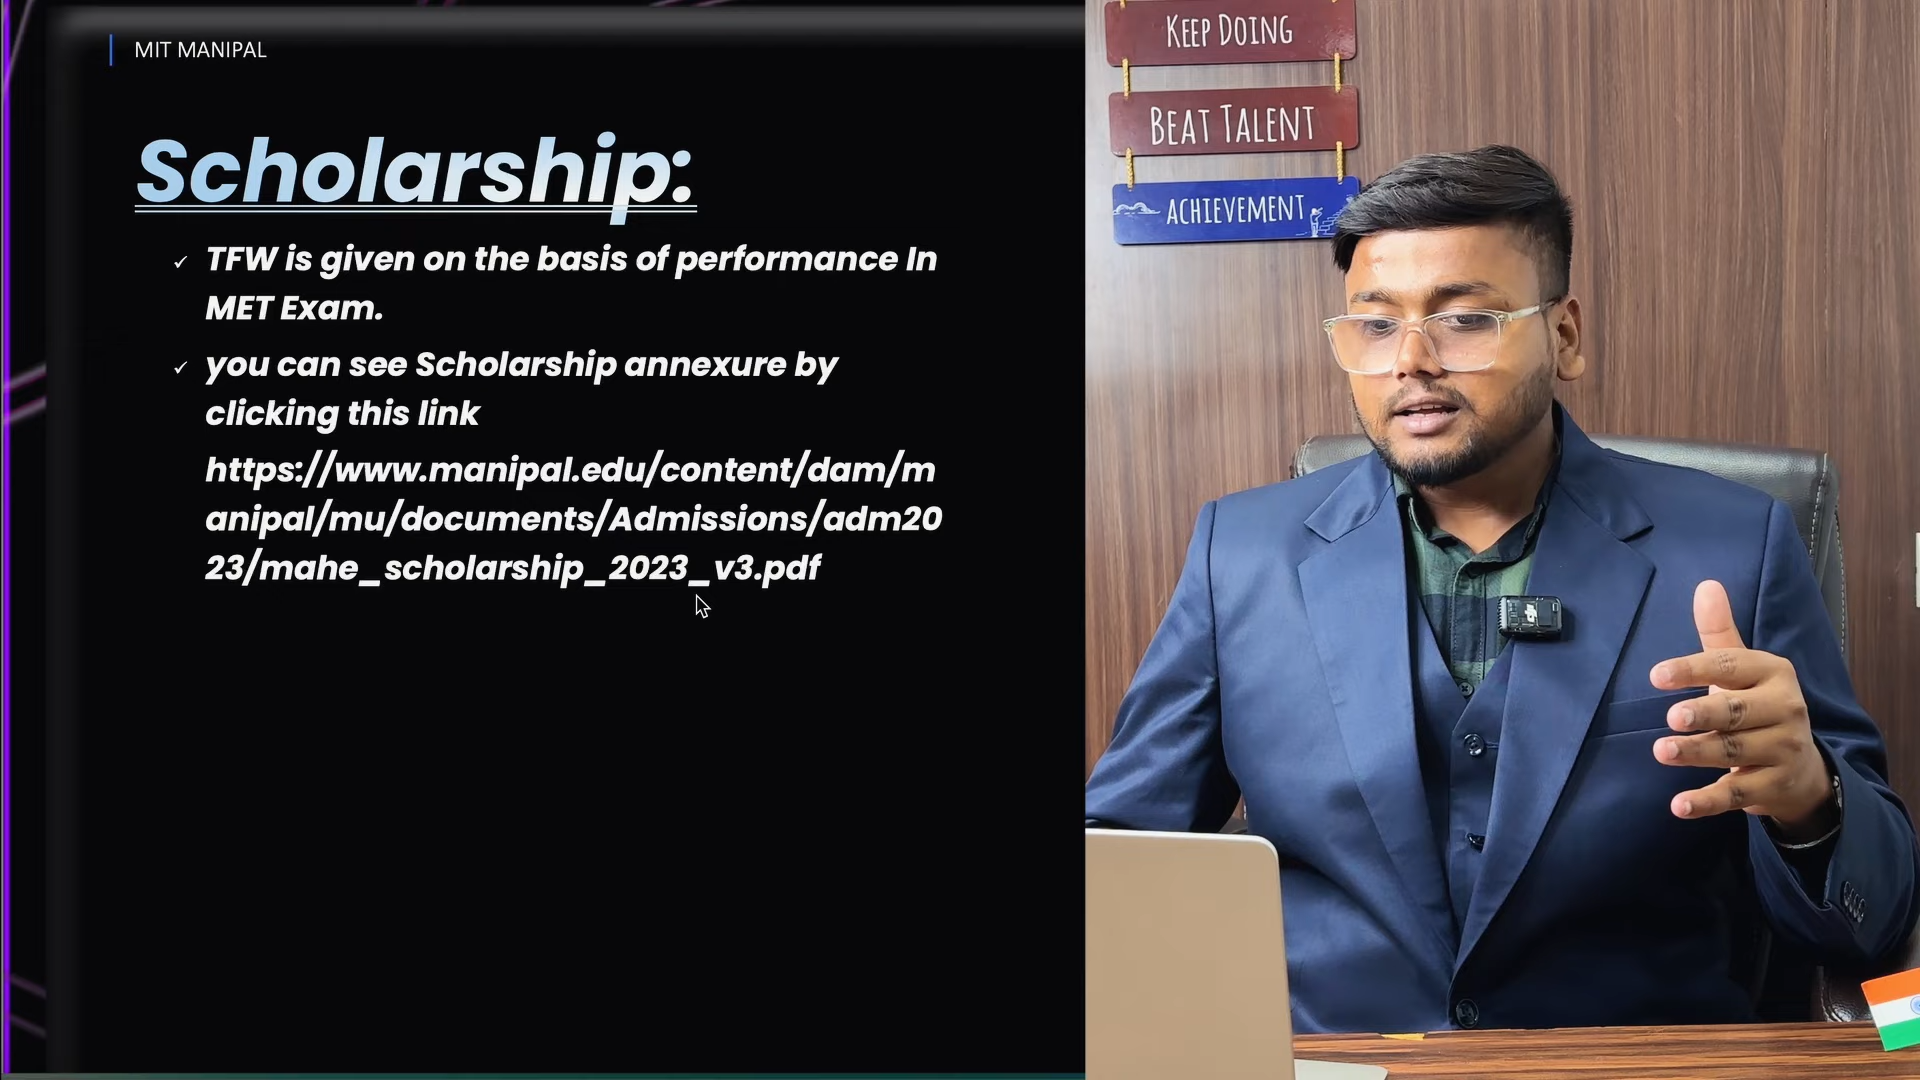 MIT MANIPAL
Scholarship:
✓ TFW is given on the basis of performance In
MET Exam.
✓ you can see Scholarship annexure by
clicking this link
https://www.manipal.edu/content/dam/m
anipal/mu/documents/Admissions/adm20
23/mahe_scholarship_2023_v3.pdf
KEEP DOING
BEAT TALENT
ACHIEVEMENT